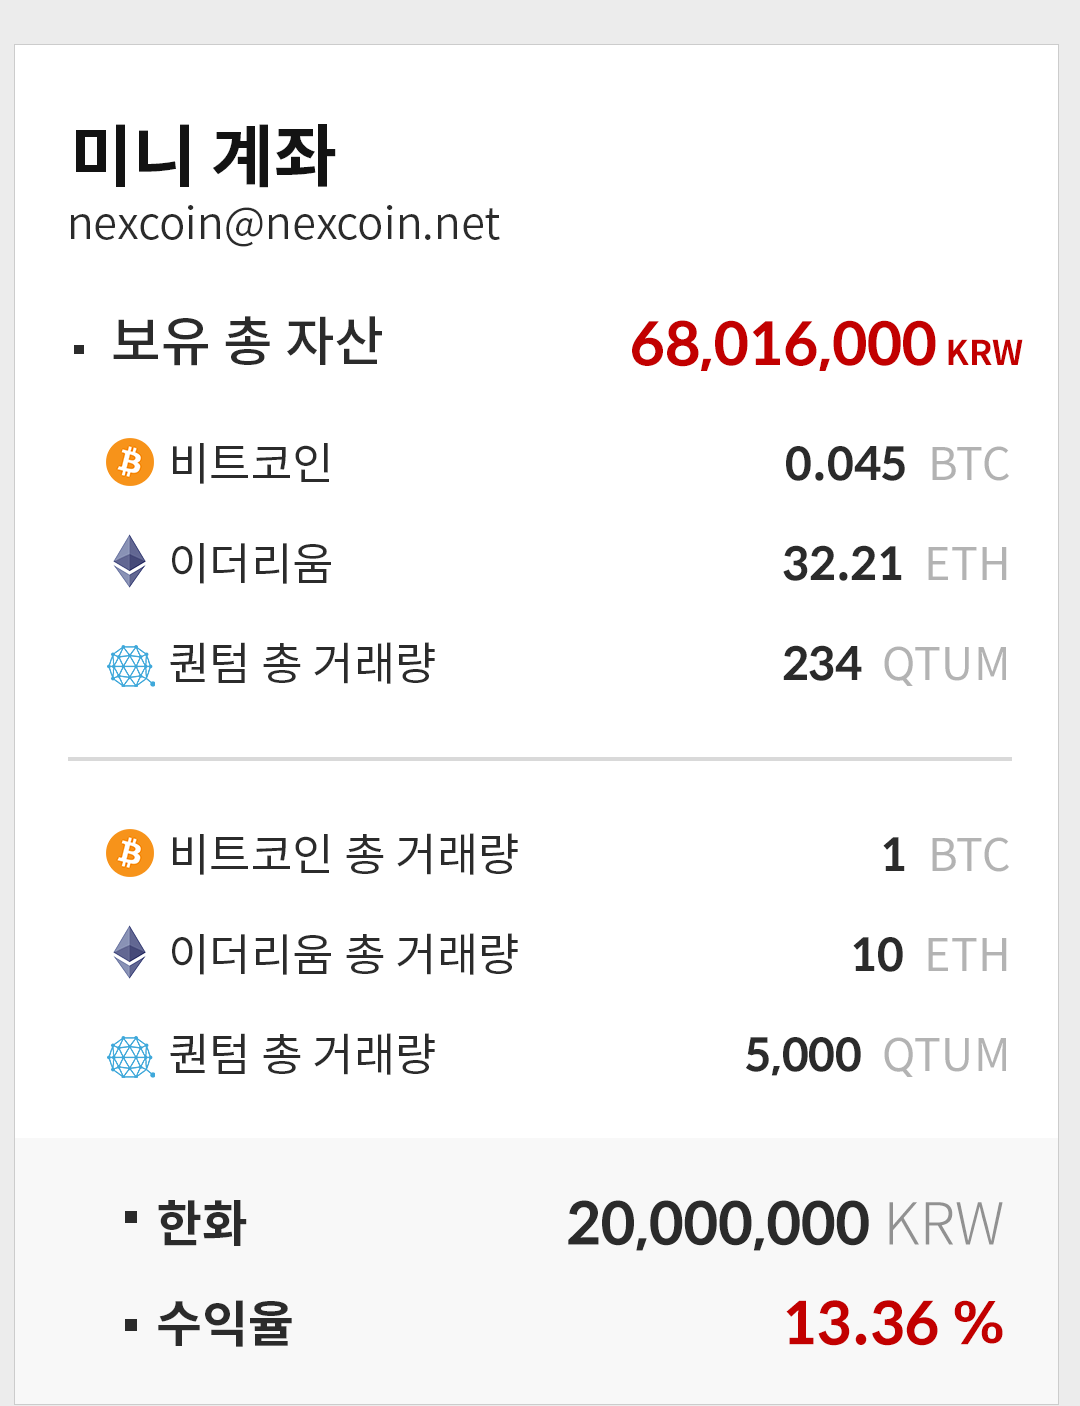 미니 계좌
nexcoin@nexcoin.net
보유 총 자산 68,016,000 KRW
비트코인 0.045 BTC
이더리움 32.21 ETH
퀀텀 총 거래량 234 QTUM
비트코인 총 거래량 1 BTC
이더리움 총 거래량 10 ETH
퀀텀 총 거래량 5,000 QTUM
한화 20,000,000 KRW
수익율 13.36 %